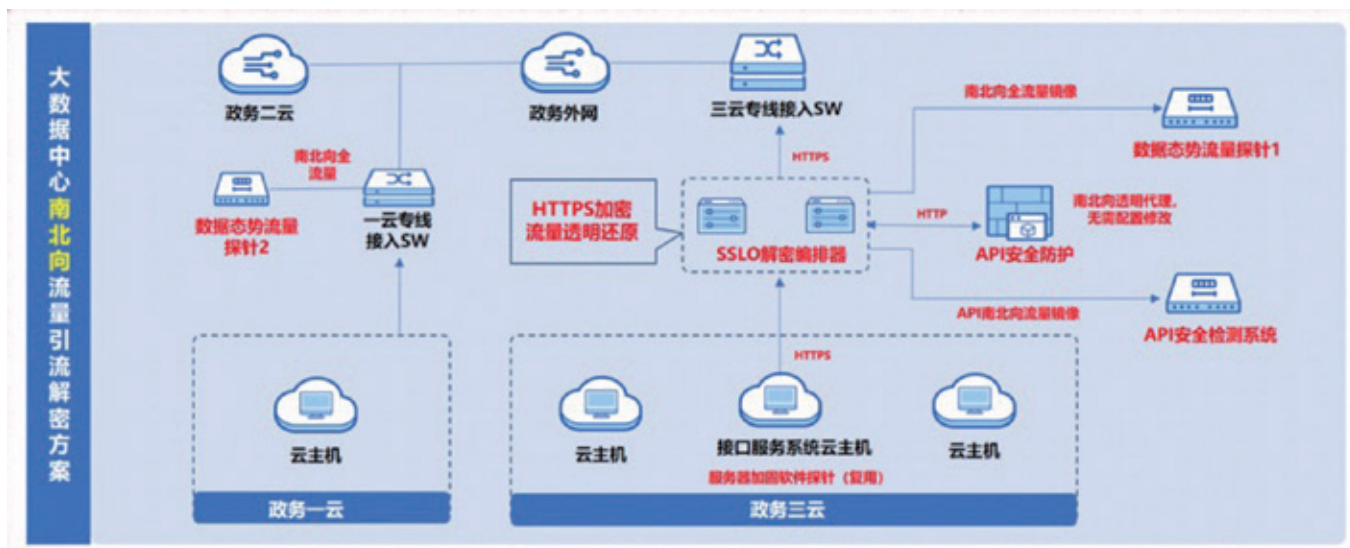 大数据中心南北向流量引流解密方案
政务二云
政务外网
三云专线接入SW
南北向全流量镜像
数据态势流量探针1
南北向全
流量
数据态势流量
探针2
一云专线
接入SW
HTTPS
HTTPS加密
流量透明还原
SSLO解密编排器
HTTP
南北向透明代理,
无需配置修改
API安全防护
API南北向流量镜像
API安全检测系统
HTTPS
云主机
政务一云
云主机
接口服务系统云主机
服务器加固软件探针（复用）
云主机
政务三云